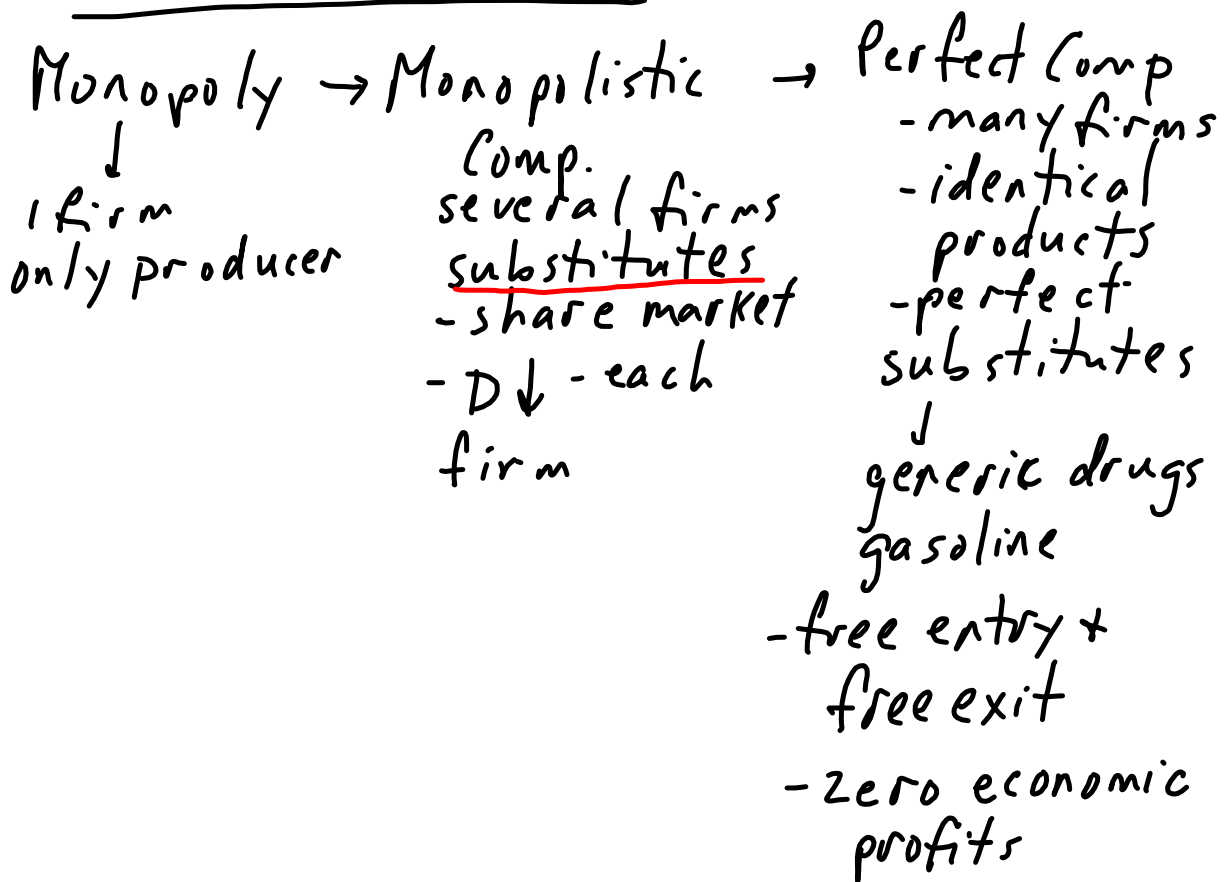 Monopoly → Monopolistic → Perfect Comp
↓
1 firm
only producer
Comp.
several firms
substitutes
- share market
- D↓ - each
firm
- many firms
- identical
products
- perfect
substitutes
↓
generic drugs
gasoline
- free entry +
free exit
- zero economic
profits